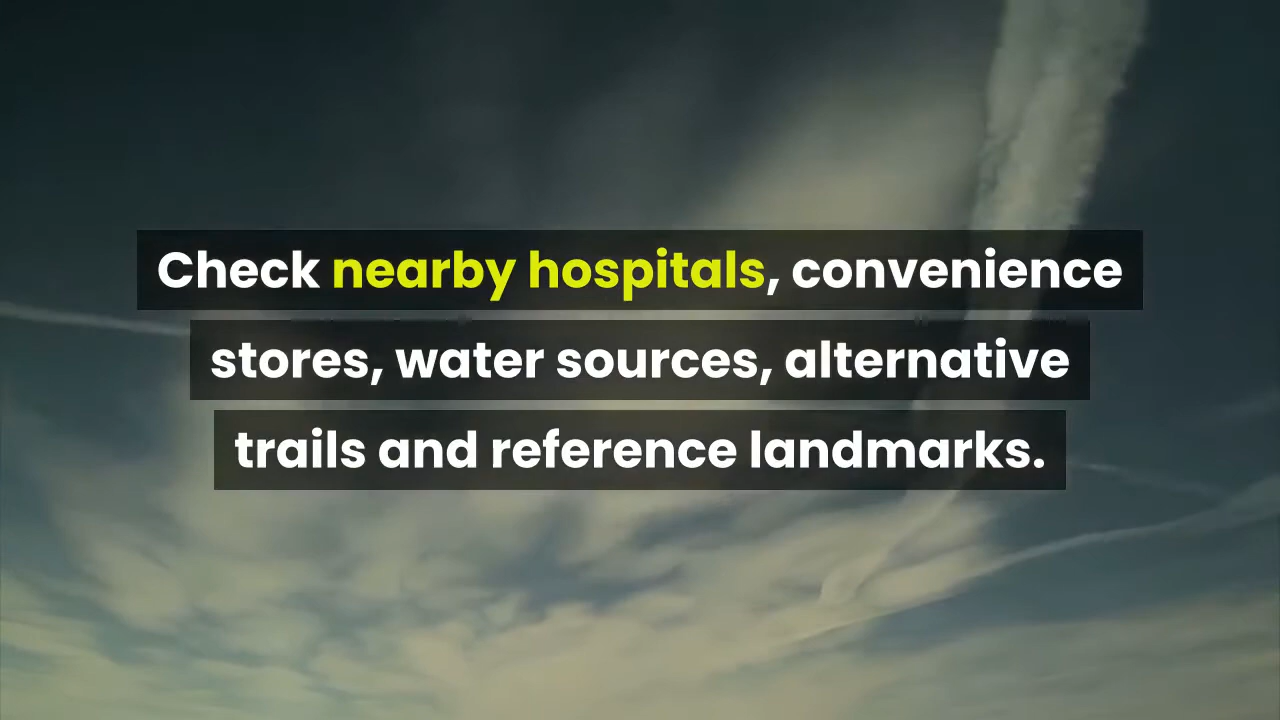 Check nearby hospitals, convenience
stores, water sources, alternative
trails and reference landmarks.